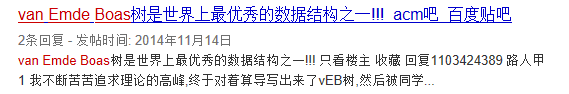 van Emde Boas树是世界上最优秀的数据结构之一!!!_acm吧_百度贴吧
2条回复 - 发帖时间: 2014年11月14日
van Emde Boas树是世界上最优秀的数据结构之一!!! 只看楼主 收藏 回复1103424389 路人甲
1 我不断苦苦追求理论的高峰,终于对着算导写出来了vEB树,然后被同学...